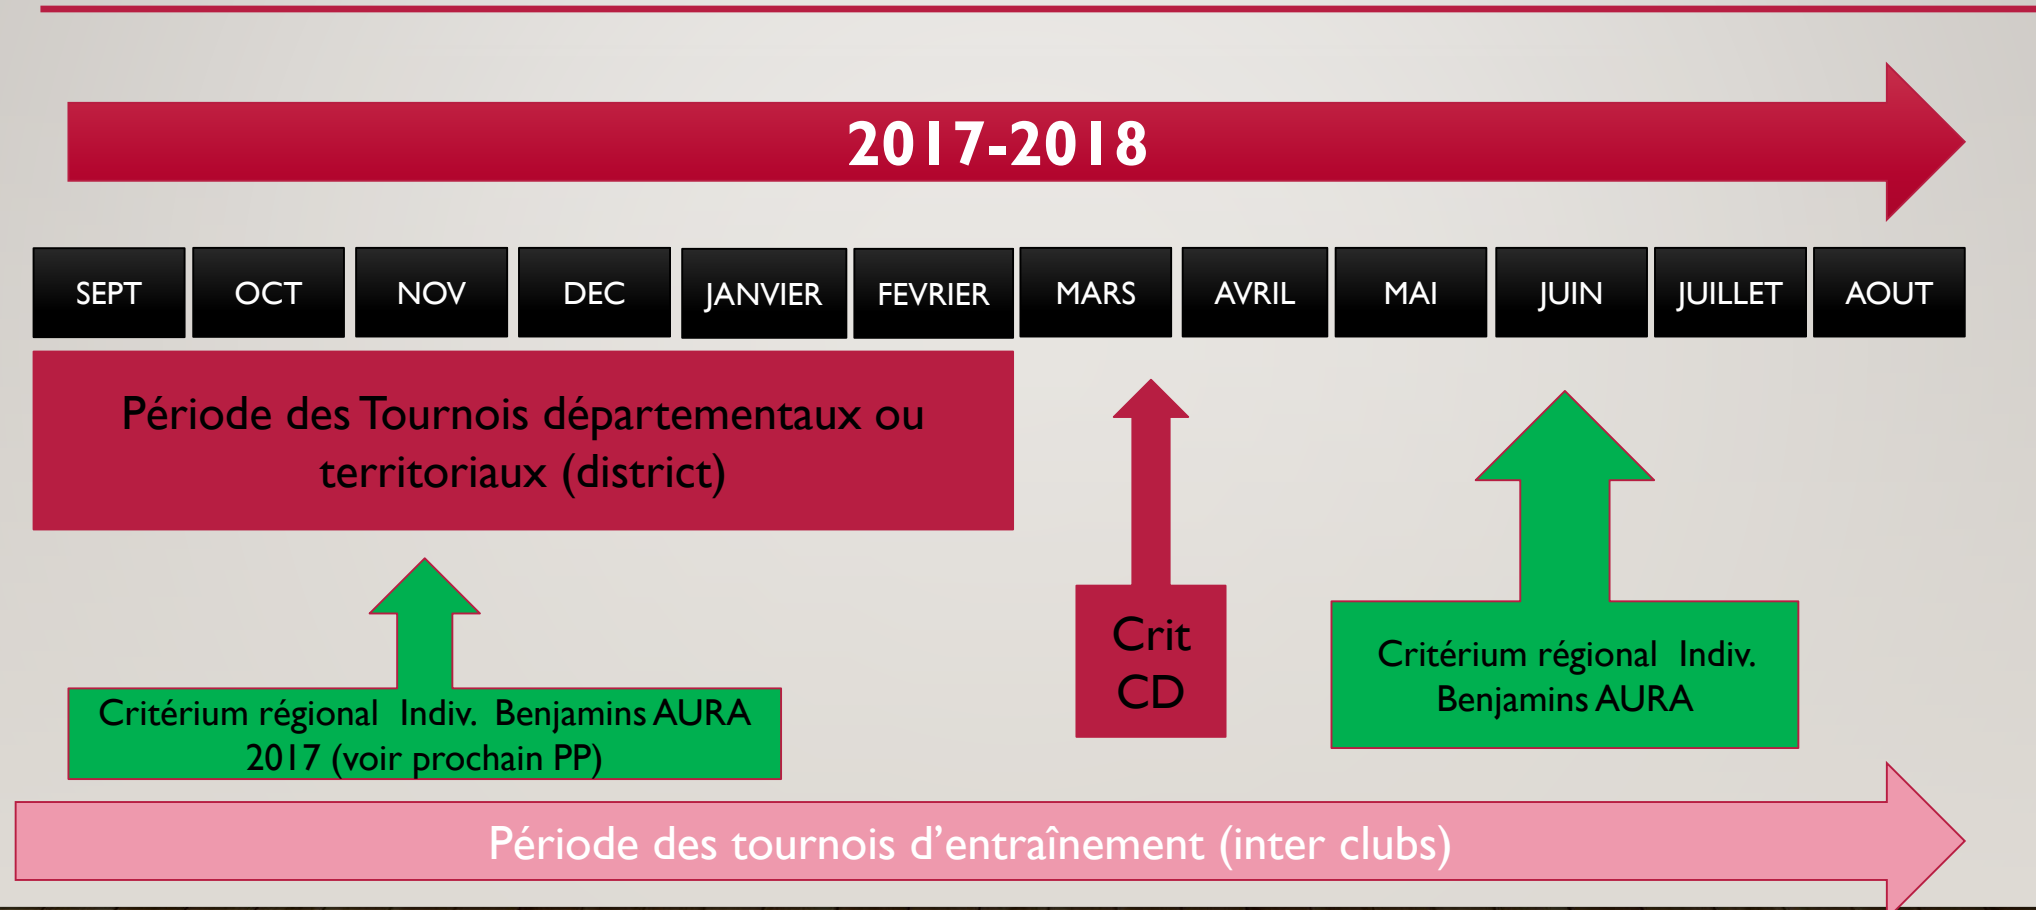 2017-2018
SEPT
OCT
NOV
DEC
JANVIER
FEVRIER
MARS
AVRIL
MAI
JUIN
JUILLET
AOUT
Période des Tournois départementaux ou
territoriaux (district)
Crit
CD
Critérium régional Indiv.
Benjamins AURA
Critérium régional Indiv. Benjamins AURA
2017 (voir prochain PP)
Période des tournois d’entraînement (inter clubs)